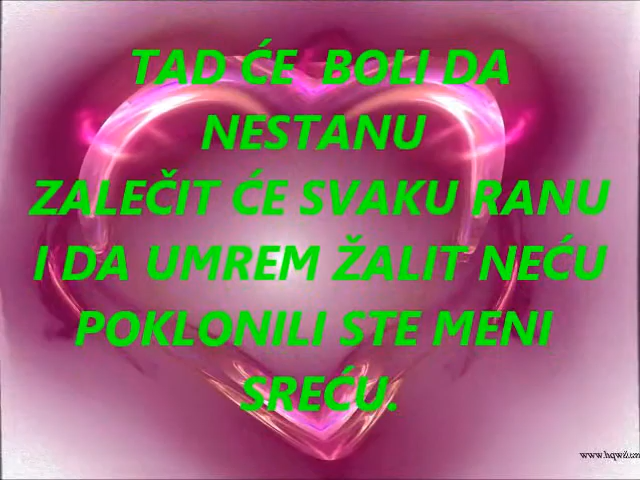 TAD ĆE BOLI DA
NESTANU
ZALEČIT ĆE SVAKU RANU
I DA UMREM ŽALIT NEĆU
POKLONILI STE MENI
SREĆU.